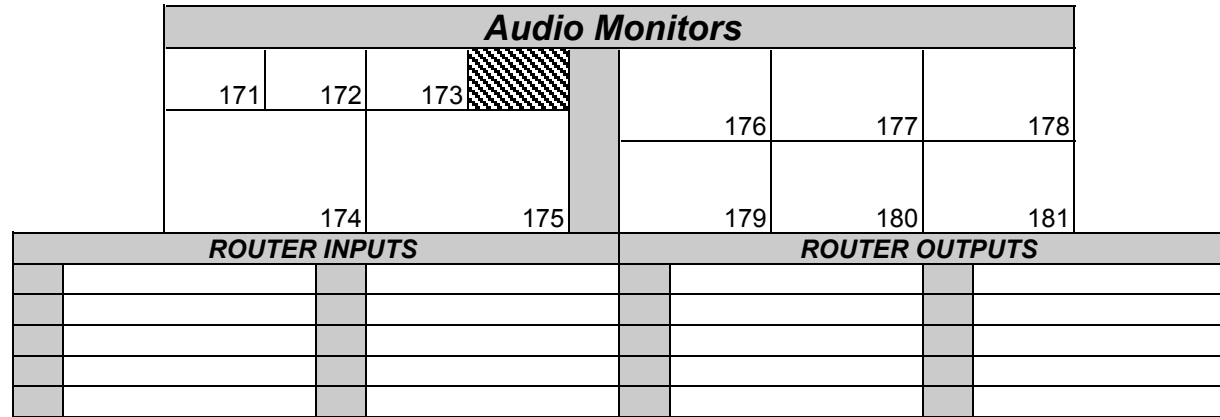 Audio Monitors
171 172 173
176 177 178
174 175 179 180 181
ROUTER INPUTS ROUTER OUTPUTS